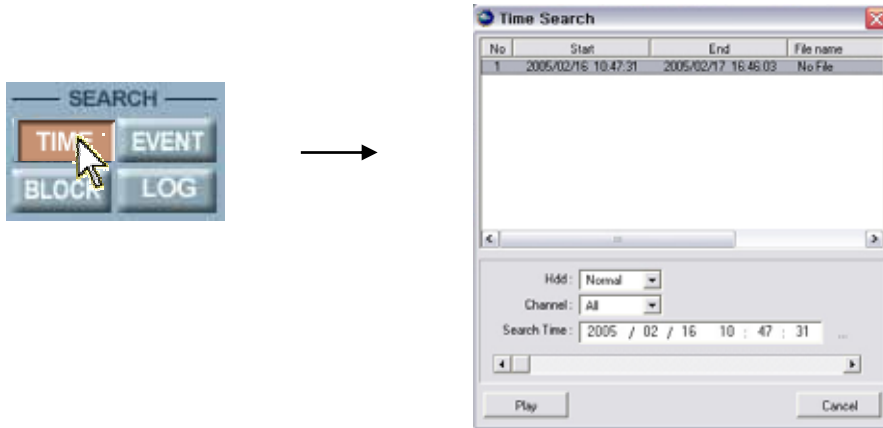 SEARCH
TIME EVENT
BLOCK LOG
Time Search
No Start End File name
1 2005/02/16 10:47:31 2005/02/17 16:46:03 No File
Hdd : Normal
Channel : All
Search Time : 2005 / 02 / 16 10 : 47 : 31 ...
Play Cancel